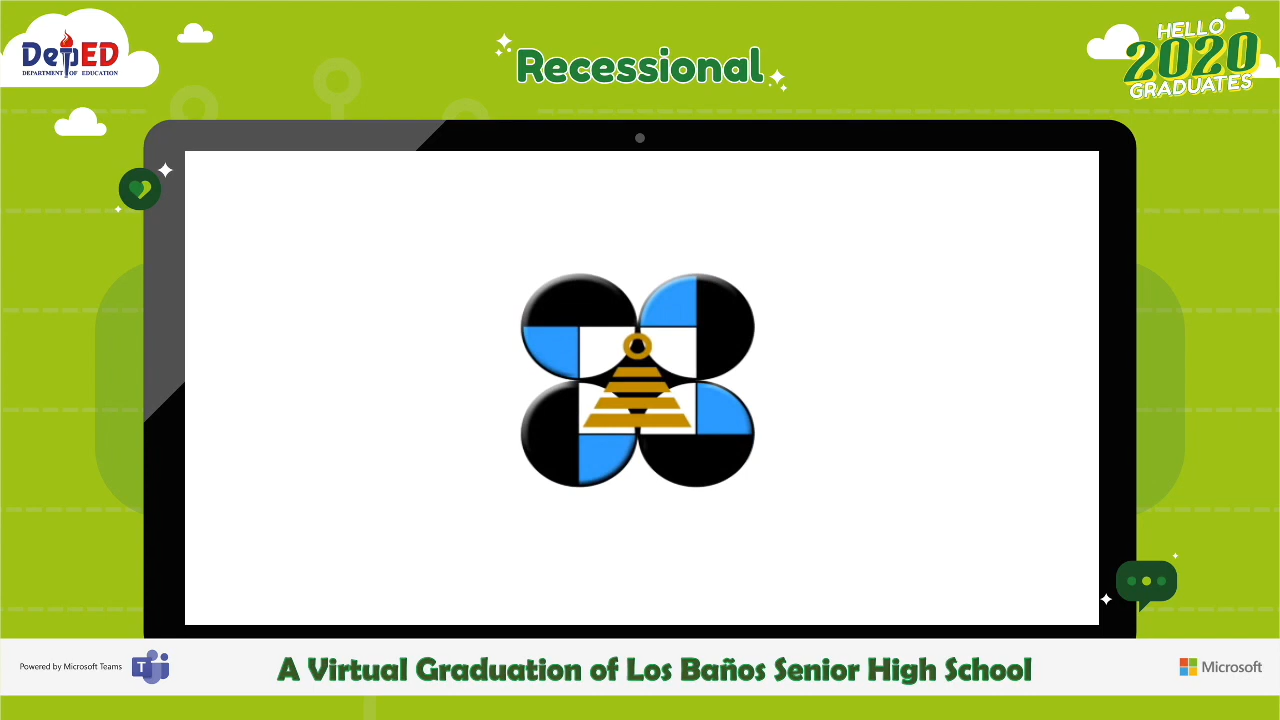 DepED
DEPARTMENT OF EDUCATION
Recessional
HELLO
2020
GRADUATES
Powered by Microsoft Teams
T
A Virtual Graduation of Los Baños Senior High School
Microsoft